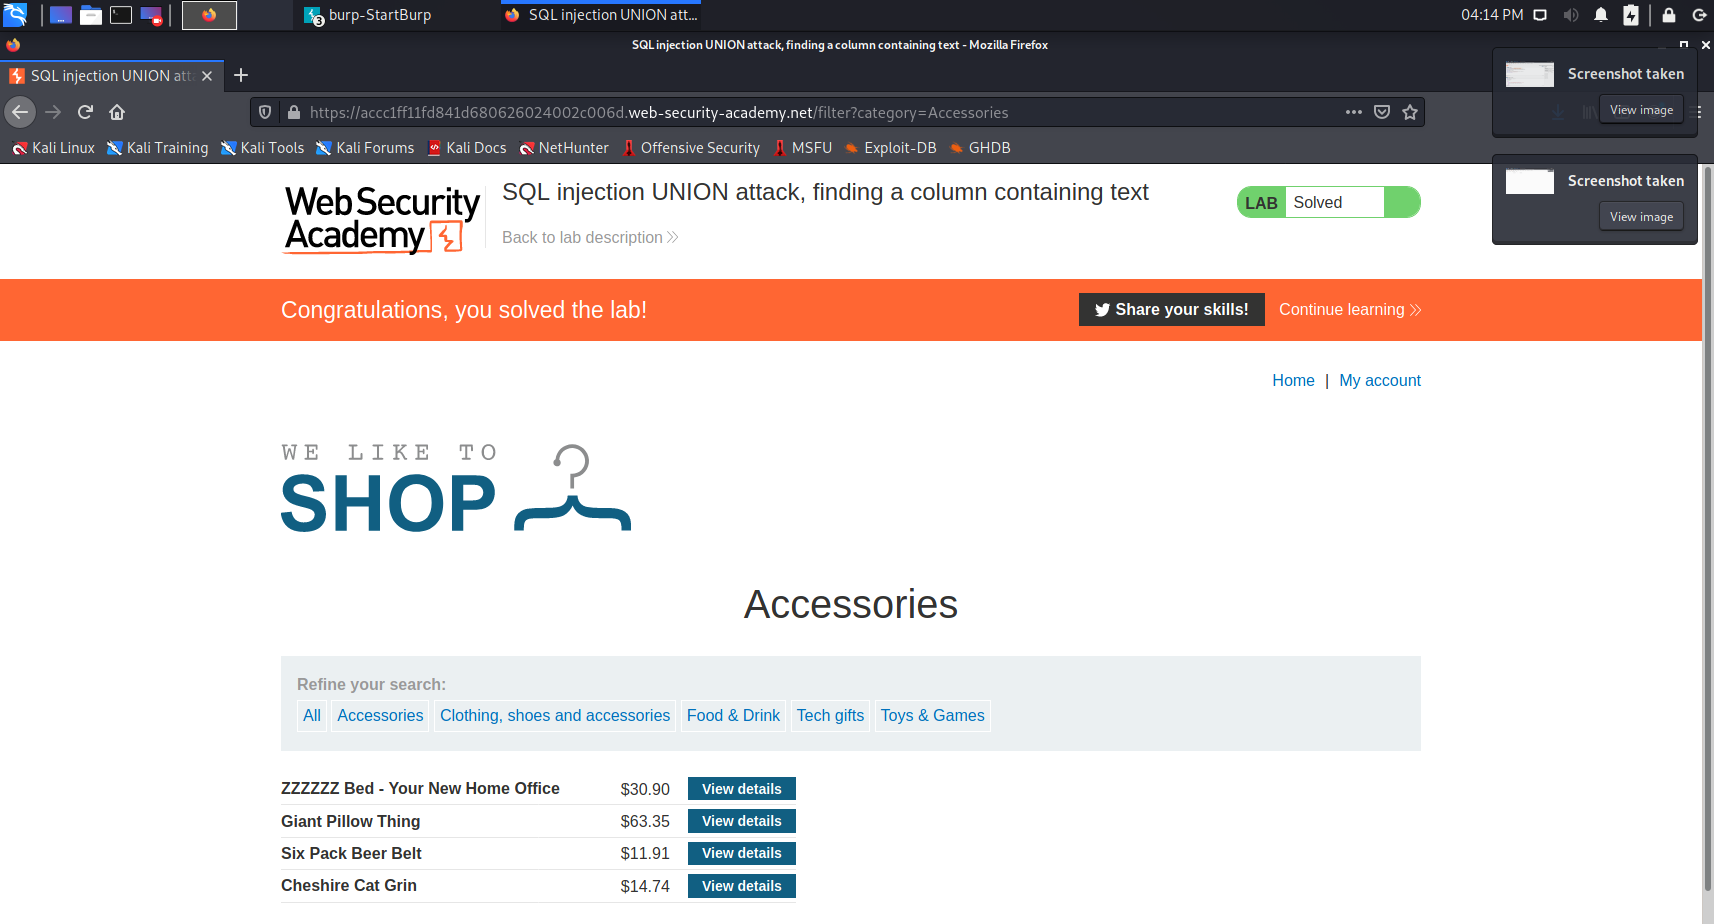 3 burp-StartBurp
SQL injection UNION att...
04:14 PM
SQL injection UNION attack, finding a column containing text - Mozilla Firefox
SQL injection UNION att
https://accc1ff11fd841d680626024002c006d.web-security-academy.net/filter?category=Accessories
Kali Linux Kali Training Kali Tools Kali Forums Kali Docs NetHunter Offensive Security MSFU Exploit-DB GHDB
Screenshot taken
View image
Screenshot taken
View image
Web Security
Academy
SQL injection UNION attack, finding a column containing text
Back to lab description
LAB Solved
Congratulations, you solved the lab!
Share your skills!
Continue learning
Home | My account
WE LIKE TO
SHOP
Accessories
Refine your search:
All Accessories Clothing, shoes and accessories Food & Drink Tech gifts Toys & Games
ZZZZZZ Bed - Your New Home Office $30.90 View details
Giant Pillow Thing $63.35 View details
Six Pack Beer Belt $11.91 View details
Cheshire Cat Grin $14.74 View details